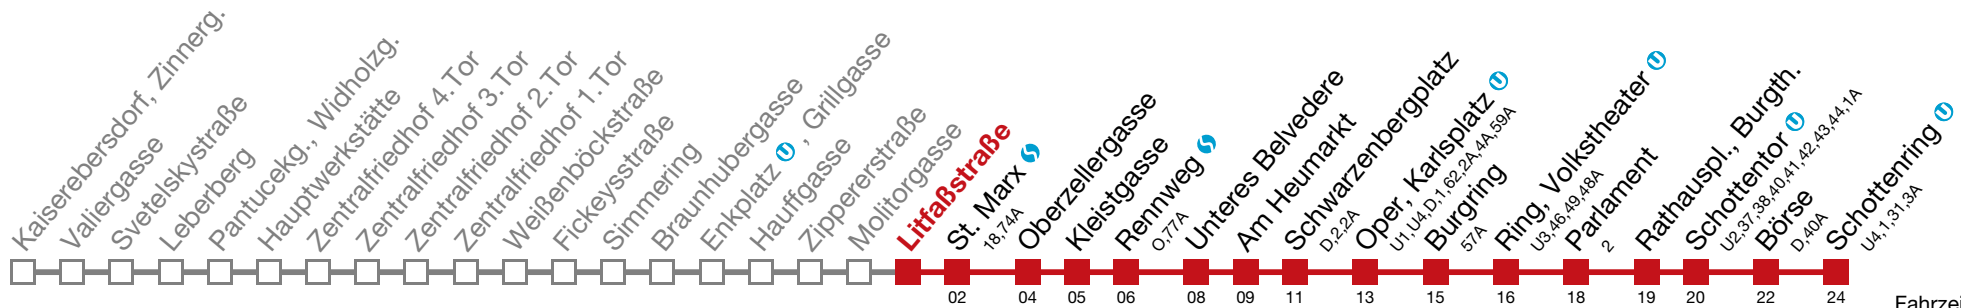 Kaiserebersdorf, Zinnerg.
Valiergasse
Svetelskystraße
Leberberg
Pantucekg., Widholzg.
Hauptwerkstätte
Zentralfriedhof 4.Tor
Zentralfriedhof 3.Tor
Zentralfriedhof 2.Tor
Zentralfriedhof 1.Tor
Weißenböckstraße
Fickeysstraße
Simmering
Braunhubergasse
Enkplatz U , Grillgasse
Hauffgasse
Zippererstraße
Molitorgasse
Litfaßstraße
St. Marx S
18,74A
Oberzellergasse
Kleistgasse
Rennweg S
O,77A
Unteres Belvedere
Am Heumarkt
Schwarzenbergplatz
D,2,2A
Oper, Karlsplatz U
U1,U4,D,1,62,2A,4A,59A
Burgring
57A
Ring, Volkstheater U
U3,46,49,48A
Parlament
2
Rathauspl., Burgth.
Schottentor U
U2,37,38,40,41,42,43,44,1A
Börse
D,40A
Schottenring U
U4,1,31,3A
02 04 05 06 08 09 11 13 15 16 18 19 20 22 24
Fahrzei